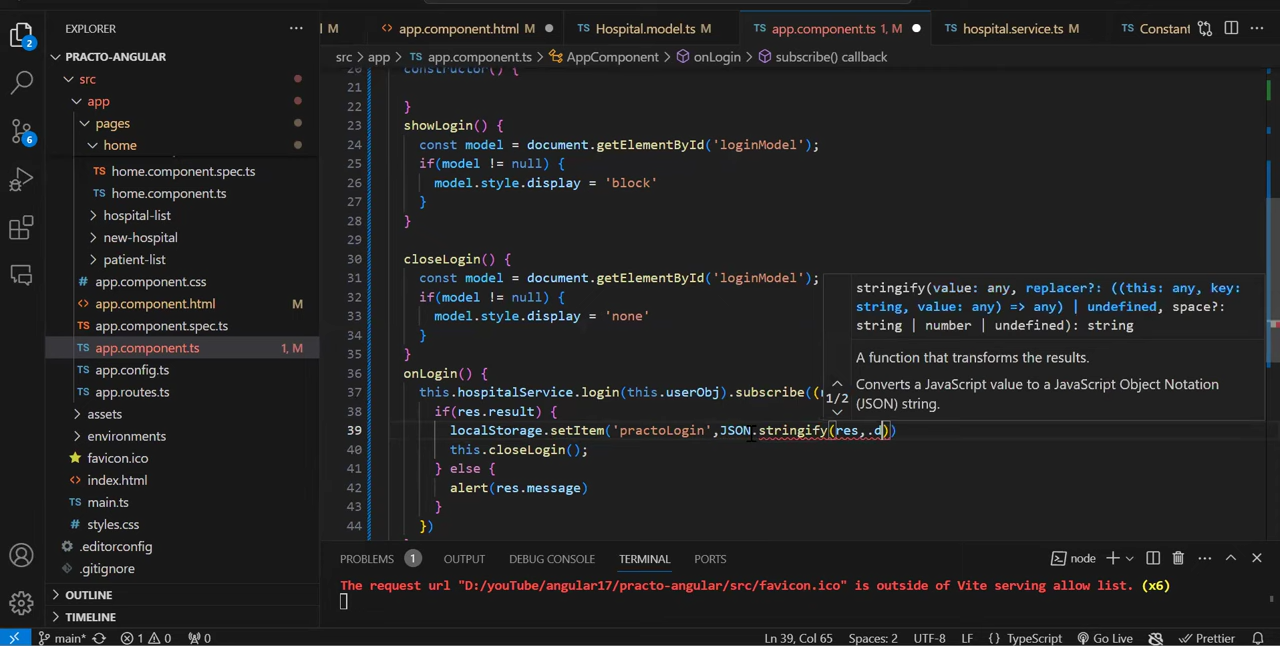 EXPLORER
PRACTO-ANGULAR
src
app
pages
home
home.component.spec.ts
TS home.component.ts
hospital-list
new-hospital
patient-list
app.component.css
<> app.component.html M
TS app.component.spec.ts
TS app.component.ts 1, M
TS app.config.ts
TS app.routes.ts
assets
environments
favicon.ico
<> index.html
TS main.ts
styles.css
.editorconfig
.gitignore
OUTLINE
TIMELINE
2
6
M <> app.component.html M TS Hospital.model.ts M TS app.component.ts 1, M TS hospital.service.ts M TS Constant
src > app > TS app.component.ts > AppComponent > onLogin > subscribe() callback
20 constructor() {
21
22 }
23 showLogin() {
24 const model = document.getElementById('loginModel');
25 if(model != null) {
26 model.style.display = 'block'
27 }
28 }
29
30 closeLogin() {
31 const model = document.getElementById('loginModel');
32 if(model != null) {
33 model.style.display = 'none'
34 }
35 }
36 onLogin() {
37 this.hospitalService.login(this.userObj).subscribe((
38 if(res.result) {
39 localStorage.setItem('practoLogin',JSON.stringify(res,.d))
40 this.closeLogin();
41 } else {
42 alert(res.message)
43 }
44 })
stringify(value: any, replacer?: ((this: any, key:
string, value: any) => any) | undefined, space?:
string | number | undefined): string
A function that transforms the results.
1/2
Converts a JavaScript value to a JavaScript Object Notation
(JSON) string.
PROBLEMS 1 OUTPUT DEBUG CONSOLE TERMINAL PORTS node
The request url "D:/youTube/angular17/practo-angular/src/favicon.ico" is outside of Vite serving allow list. (x6)
main* 1 0 0 Ln 39, Col 65 Spaces: 2 UTF-8 LF {} TypeScript Go Live Prettier